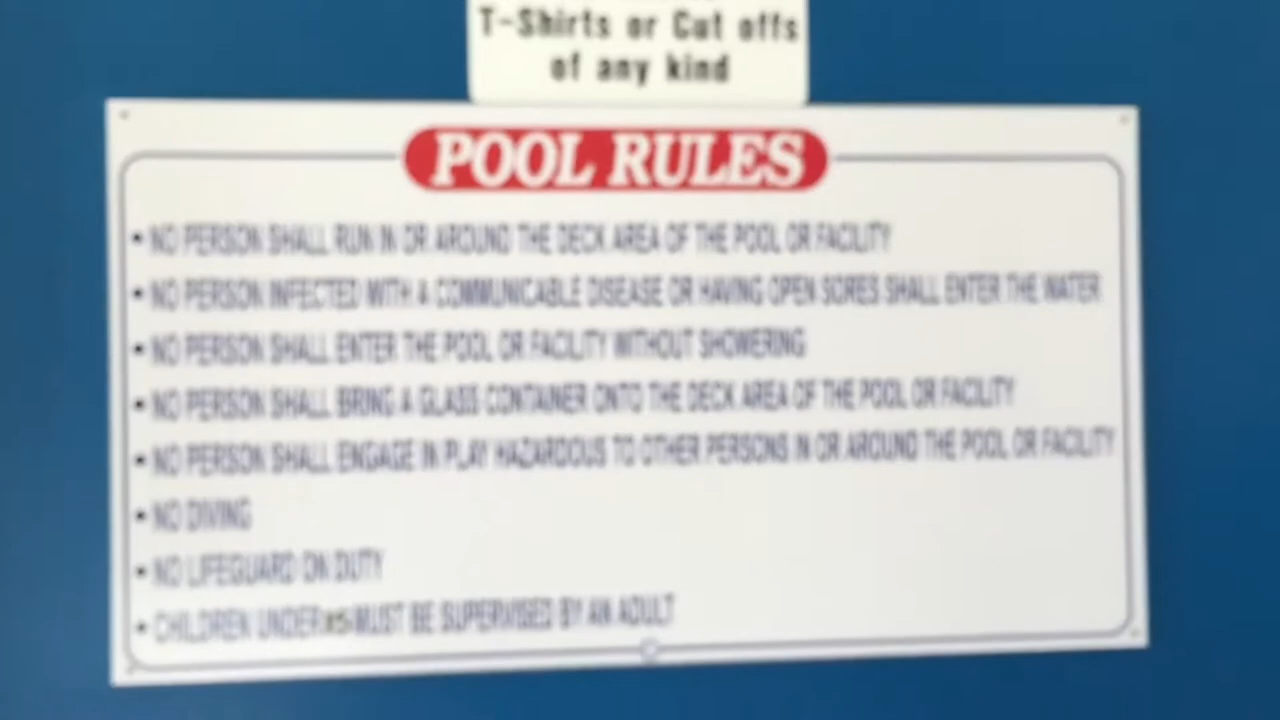 T-Shirts or Cut offs
of any kind
POOL RULES
• NO PERSON SHALL RUN IN OR AROUND THE DECK AREA OF THE POOL OR FACILITY
• NO PERSON INFECTED WITH A COMMUNICABLE DISEASE OR HAVING OPEN SORES SHALL ENTER THE WATER
• NO PERSON SHALL ENTER THE POOL OR FACILITY WITHOUT SHOWERING
• NO PERSON SHALL BRING A GLASS CONTAINER ONTO THE DECK AREA OF THE POOL OR FACILITY
• NO PERSON SHALL ENGAGE IN PLAY HAZARDOUS TO OTHER PERSONS IN OR AROUND THE POOL OR FACILITY
• NO DIVING
• NO LIFEGUARD ON DUTY
• CHILDREN UNDER 15 MUST BE SUPERVISED BY AN ADULT